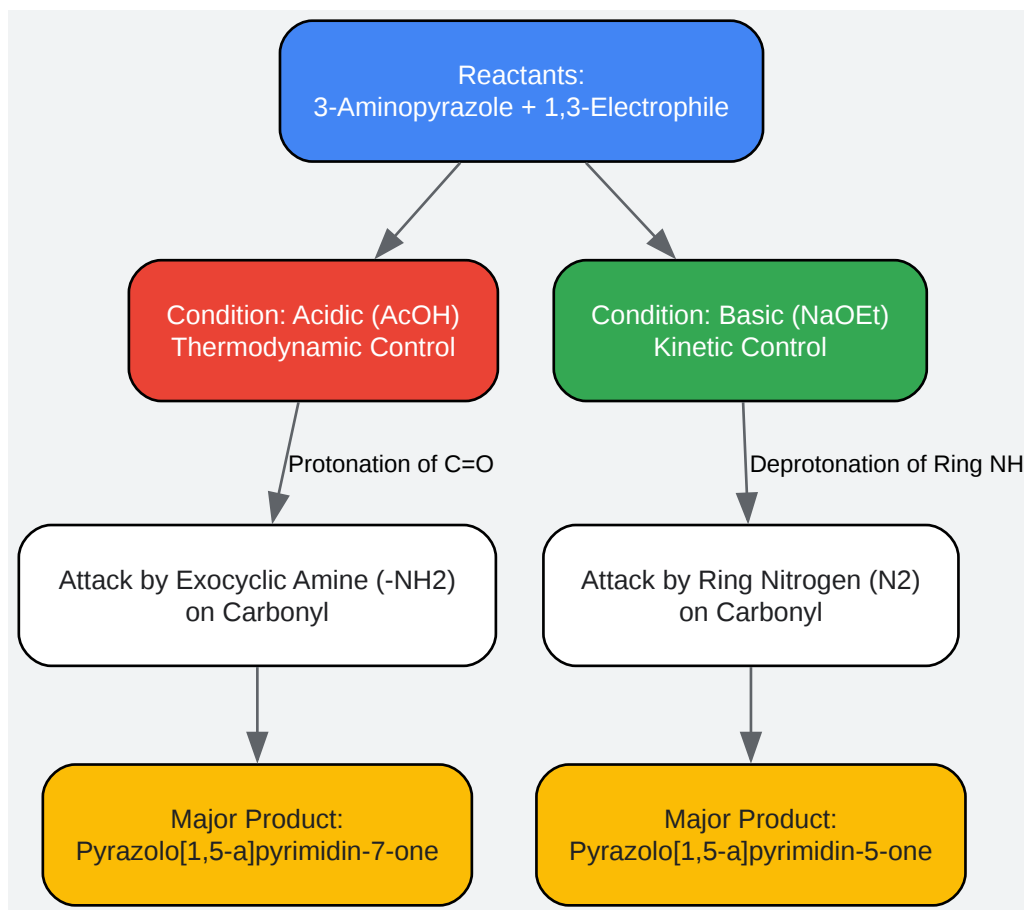 Reactants:
3-Aminopyrazole + 1,3-Electrophile
Condition: Acidic (AcOH)
Thermodynamic Control
Condition: Basic (NaOEt)
Kinetic Control
Protonation of C=O
Deprotonation of Ring NH
Attack by Exocyclic Amine (-NH2)
on Carbonyl
Attack by Ring Nitrogen (N2)
on Carbonyl
Major Product:
Pyrazolo[1,5-a]pyrimidin-7-one
Major Product:
Pyrazolo[1,5-a]pyrimidin-5-one